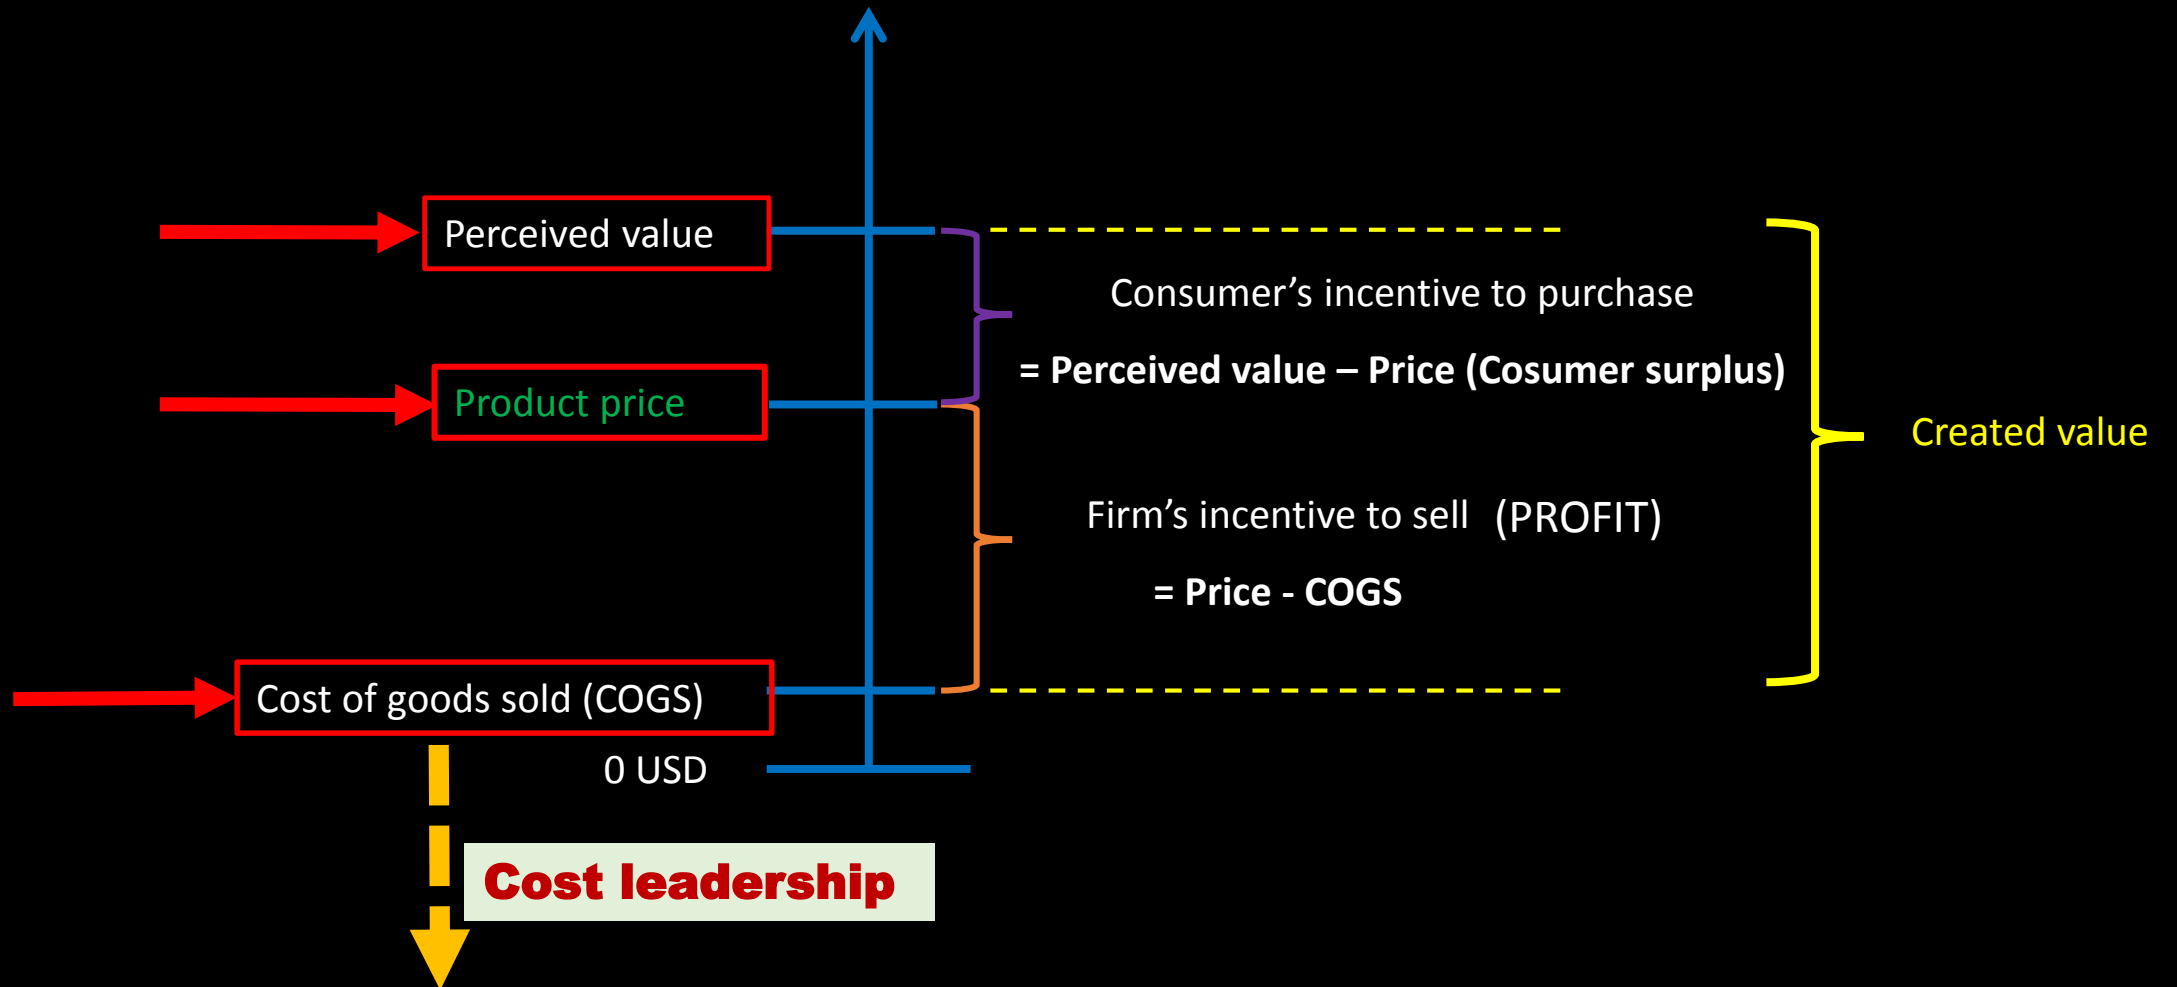 Perceived value
Consumer’s incentive to purchase
= Perceived value – Price (Cosumer surplus)
Product price
Created value
Firm’s incentive to sell (PROFIT)
= Price - COGS
Cost of goods sold (COGS)
0 USD
Cost leadership